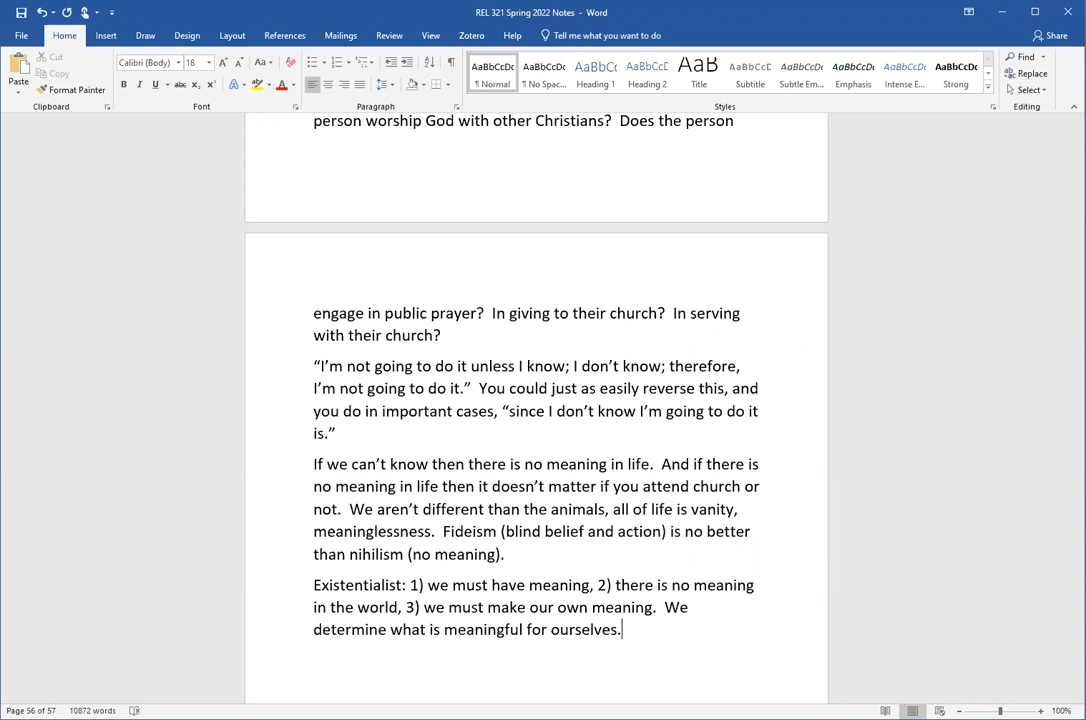 REL 321 Spring 2022 Notes - Word
File Home Insert Draw Design Layout References Mailings Review View Zotero Help Tell me what you want to do Share
Paste
Cut
Copy
Format Painter
Clipboard
Calibri (Body) 18
B I U abc x₂ x² A A
Font
Paragraph
AaBbCcDc AaBbCcDc AaBbCc AaBbCcC AaB AaBbCcD AaBbCcDc AaBbCcDc AaBbCcDc AaBbCcDc
¶ Normal ¶ No Spac... Heading 1 Heading 2 Title Subtitle Subtle Em... Emphasis Intense E... Strong
Styles
Find
Replace
Select
Editing
person worship God with other Christians?  Does the person
engage in public prayer?  In giving to their church?  In serving
with their church?
“I’m not going to do it unless I know; I don’t know; therefore,
I’m not going to do it.”  You could just as easily reverse this, and
you do in important cases, “since I don’t know I’m going to do it
is.”
If we can’t know then there is no meaning in life.  And if there is
no meaning in life then it doesn’t matter if you attend church or
not.  We aren’t different than the animals, all of life is vanity,
meaninglessness.  Fideism (blind belief and action) is no better
than nihilism (no meaning).
Existentialist: 1) we must have meaning, 2) there is no meaning
in the world, 3) we must make our own meaning.  We
determine what is meaningful for ourselves.
Page 56 of 57 10872 words 100%